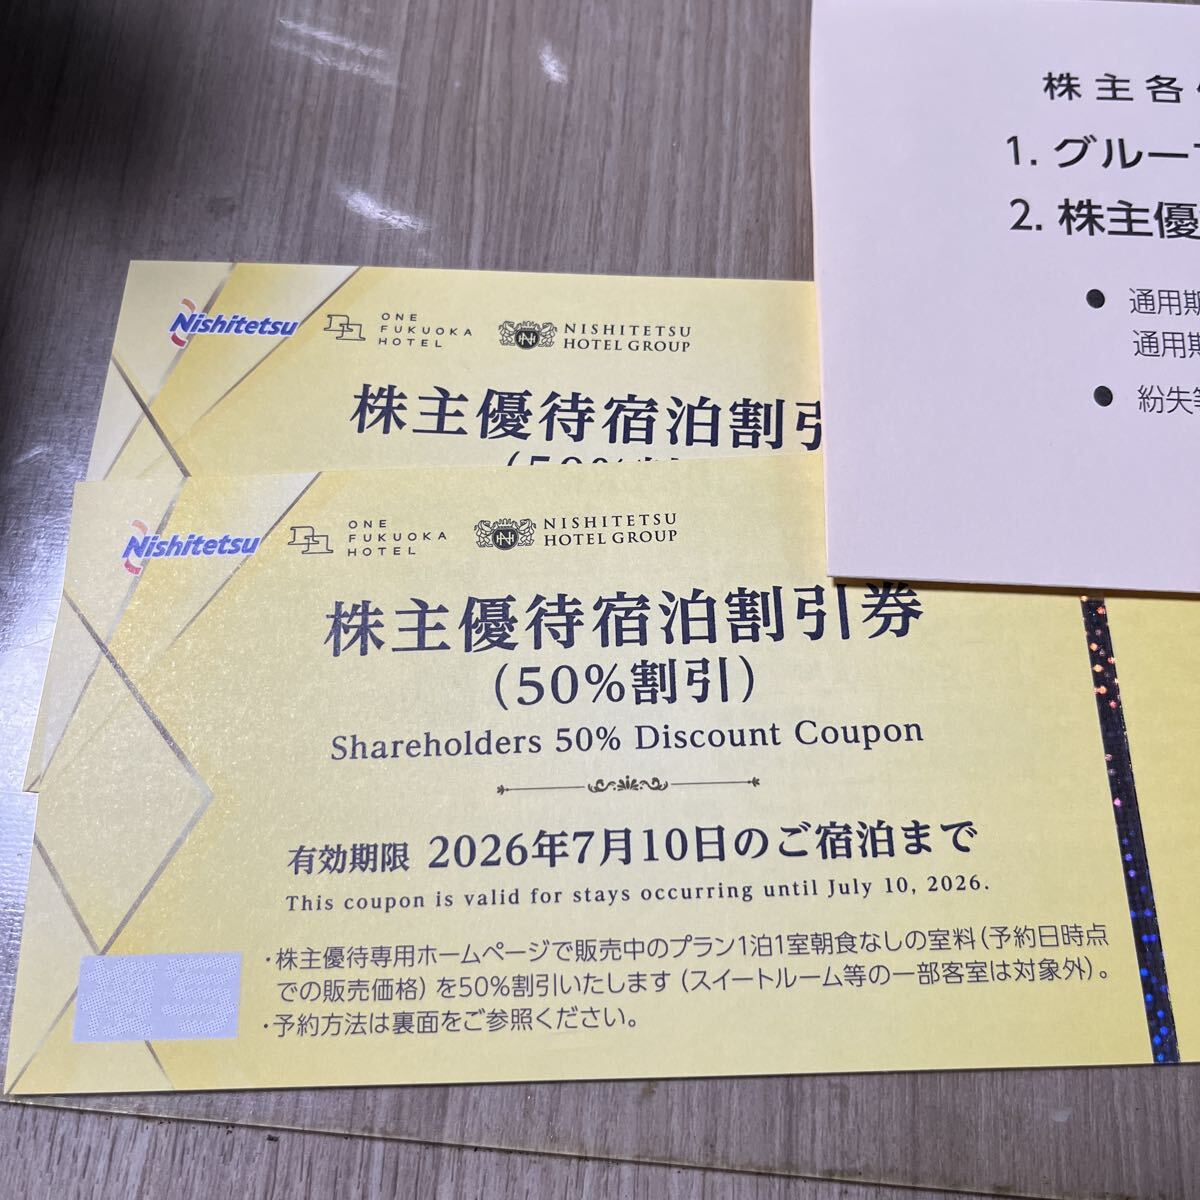 株主各
1. グルー
2. 株主優
● 通用期
通用期
● 紛失等
Nishitetsu
ONE
FUKUOKA
HOTEL
NISHITETSU
HOTEL GROUP
株主優待宿泊割引
(50%割
Nishitetsu
ONE
FUKUOKA
HOTEL
NISHITETSU
HOTEL GROUP
株主優待宿泊割引券
(50%割引)
Shareholders 50% Discount Coupon
有効期限 2026年7月10日のご宿泊まで
This coupon is valid for stays occurring until July 10, 2026.
・株主優待専用ホームページで販売中のプラン1泊1室朝食なしの室料(予約日時点
での販売価格)を50%割引いたします(スイートルーム等の一部客室は対象外)。
・予約方法は裏面をご参照ください。